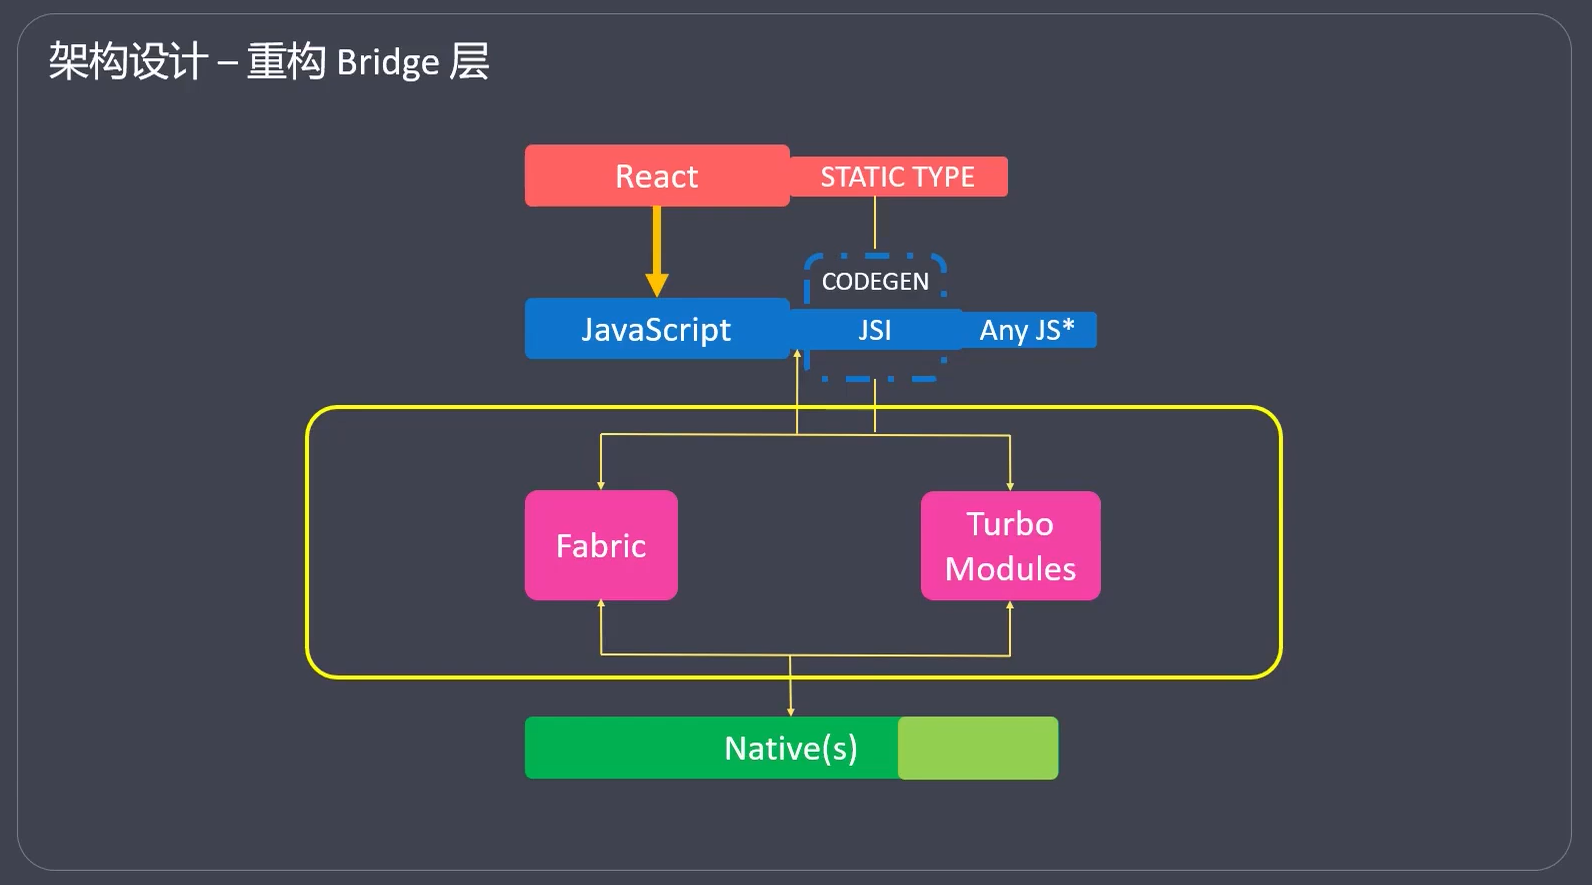 架构设计 – 重构 Bridge 层
React
STATIC TYPE
CODEGEN
JavaScript
JSI
Any JS*
Fabric
Turbo
Modules
Native(s)